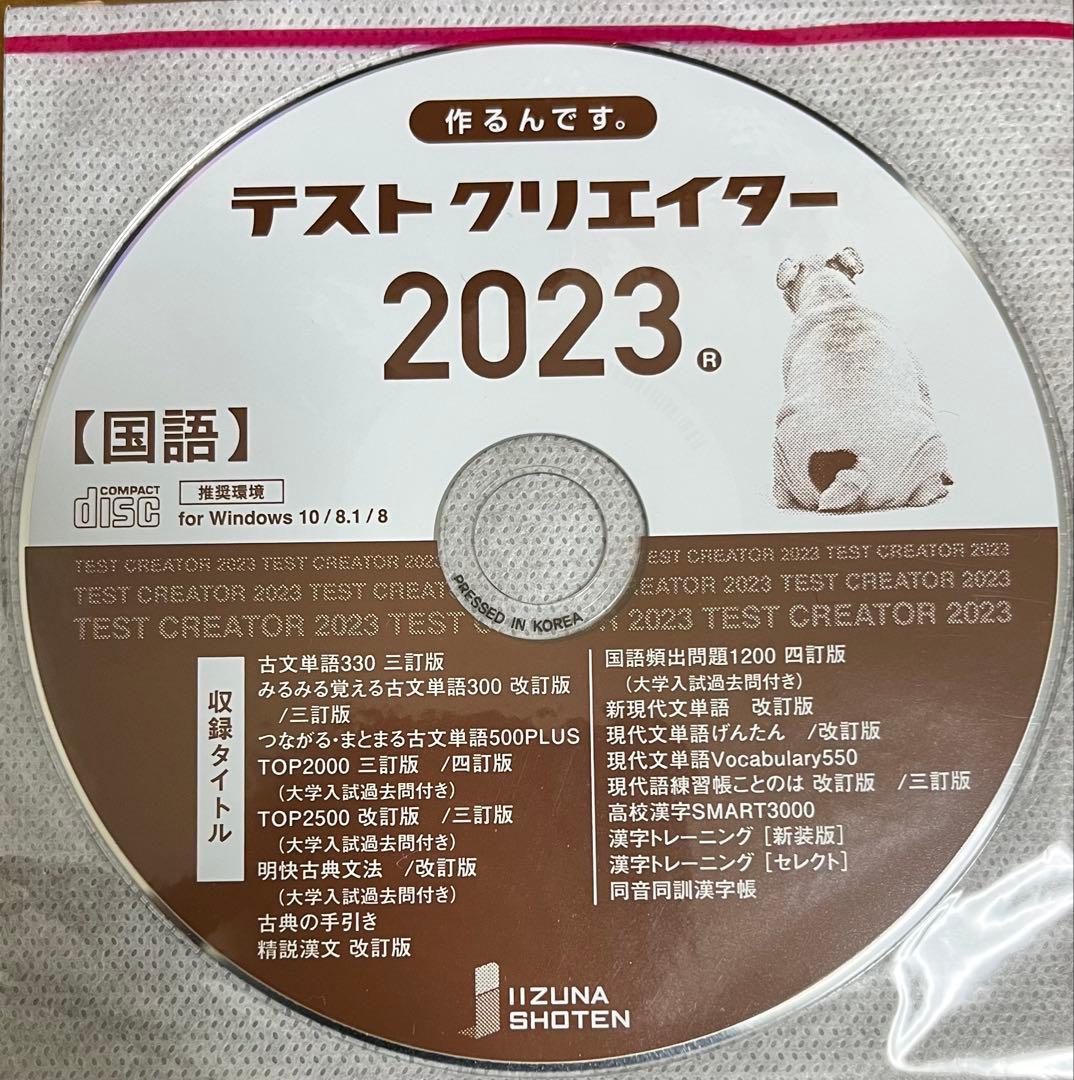 作るんです。
テストクリエイター
2023
R
【国語】
COMPACT
disc
推奨環境
for Windows 10 / 8.1 / 8
TEST CREATOR 2023 TEST CREATOR 202
EST CREATOR 2023 TEST CREATOR 2023
TEST CREATOR 2023 TEST CREAT
ATOR 2023 TEST CREATOR 2023
TEST CREATOR 2023 TEST C
2023 TEST CREATOR 2023
PRESSED IN KOREA
収録タイトル
古文単語330 三訂版
みるみる覚える古文単語300 改訂版
/三訂版
つながる・まとまる古文単語500PLUS
TOP2000 三訂版 /四訂版
(大学入試過去問付き)
TOP2500 改訂版 /三訂版
(大学入試過去問付き)
明快古典文法 /改訂版
(大学入試過去問付き)
古典の手引き
精説漢文 改訂版
国語頻出問題1200 四訂版
(大学入試過去問付き)
新現代文単語 改訂版
現代文単語げんたん /改訂版
現代文単語Vocabulary550
現代語練習帳ことのは 改訂版 /三訂版
高校漢字SMART3000
漢字トレーニング [新装版]
漢字トレーニング [セレクト]
同音同訓漢字帳
IIZUNA
SHOTEN